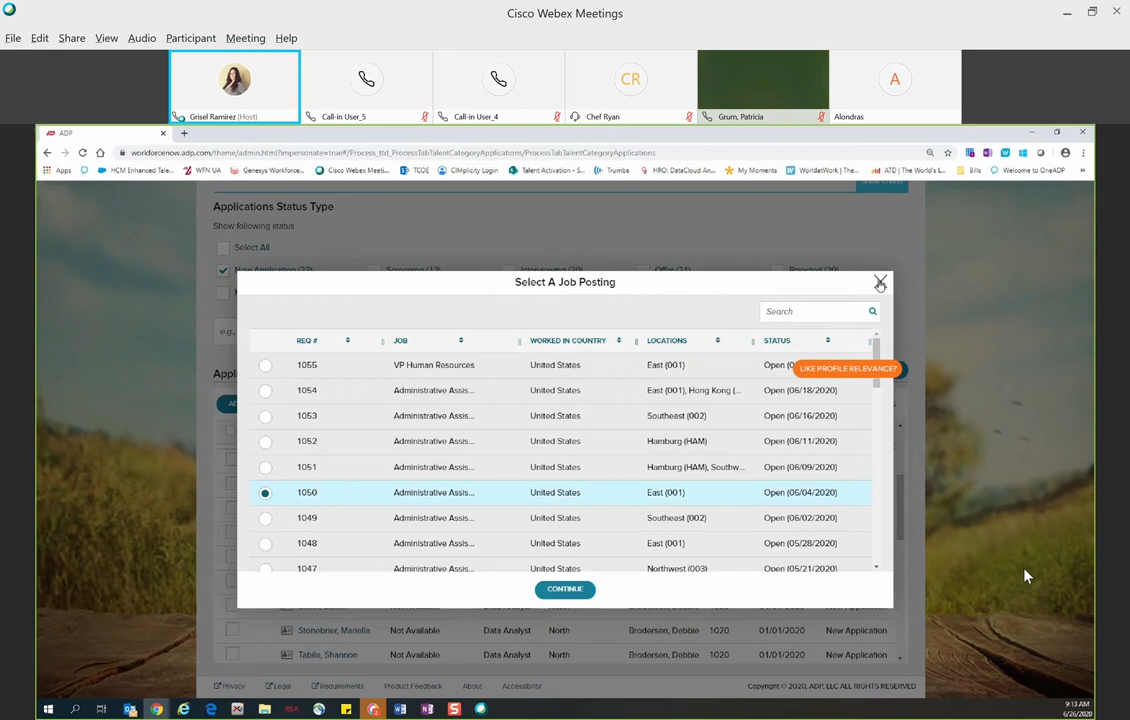 Cisco Webex Meetings
File Edit Share View Audio Participant Meeting Help
CR
A
Grisel Ramirez (Host)
Call-in User_5
Call-in User_4
Chef Ryan
Grum, Patricia
Alondras
ADP
workforcenow.adp.com/theme/admin.html?impersonate=true#/Process_ttd_ProcessTabTalentCategoryApplications/ProcessTabTalentCategoryApplications
Apps HCM Enhanced Tale... WFN UA Genesys Workforce... Cisco Webex Meeti... TCOE CIMplicity Login Talent Activation - S... Trumba HRO: DataCloud An... My Moments WorldatWork | The... ATD | The World's L... Bills Welcome to OneADP
Applications Status Type
Show following status
Select All
New Application
Select A Job Posting
Search
REQ # JOB WORKED IN COUNTRY LOCATIONS STATUS
1055 VP Human Resources United States East (001) Open
LIKE PROFILE RELEVANCE?
1054 Administrative Assis... United States East (001), Hong Kong (... Open (06/18/2020)
1053 Administrative Assis... United States Southeast (002) Open (06/16/2020)
1052 Administrative Assis... United States Hamburg (HAM) Open (06/11/2020)
1051 Administrative Assis... United States Hamburg (HAM), Southw... Open (06/09/2020)
1050 Administrative Assis... United States East (001) Open (06/04/2020)
1049 Administrative Assis... United States Southeast (002) Open (06/02/2020)
1048 Administrative Assis... United States East (001) Open (05/28/2020)
1047 Administrative Assis... United States Northwest (003) Open (05/21/2020)
CONTINUE
Stonebrier, Mariella Not Available Data Analyst North Brodersen, Debbie 1020 01/01/2020 New Application
Tabile, Shannon Not Available Data Analyst North Brodersen, Debbie 1020 01/01/2020 New Application
Privacy Legal Requirements Product Feedback About Accessibility Copyright © 2020, ADP, LLC ALL RIGHTS RESERVED
9:13 AM
6/26/2020